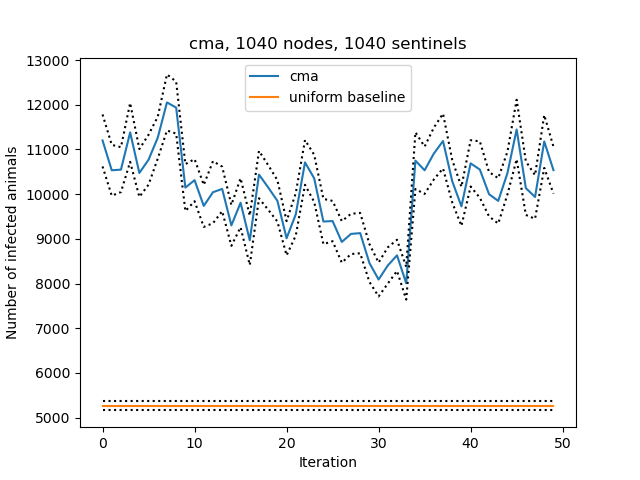 cma, 1040 nodes, 1040 sentinels
cma
uniform baseline
Number of infected animals
13000
12000
11000
10000
9000
8000
7000
6000
5000
0 10 20 30 40 50
Iteration